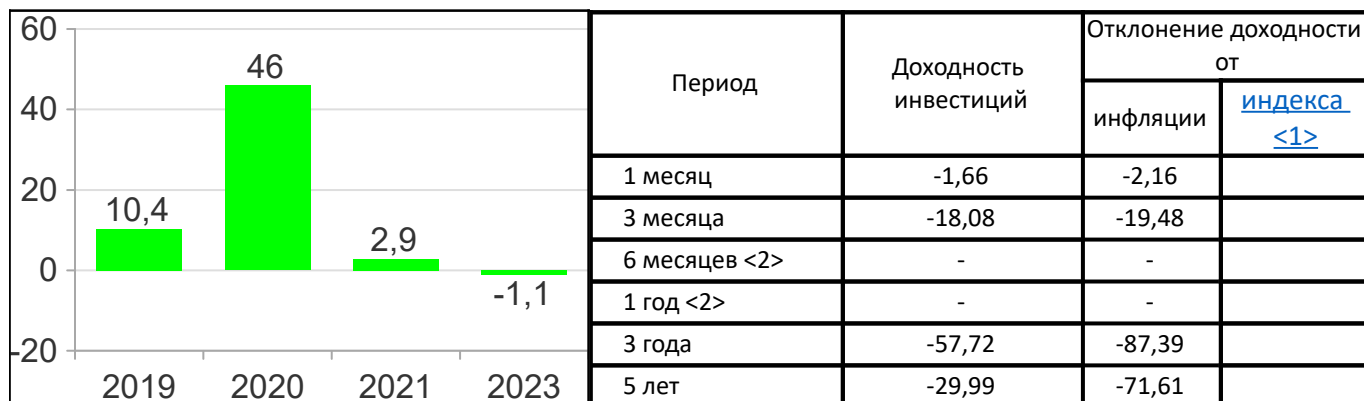 60
40
20
0
-20
10,4
46
2,9
-1,1
2019 2020 2021 2023
Период
Доходность
инвестиций
Отклонение доходности
от
инфляции
индекса
<1>
1 месяц -1,66 -2,16
3 месяца -18,08 -19,48
6 месяцев <2> - -
1 год <2> - -
3 года -57,72 -87,39
5 лет -29,99 -71,61